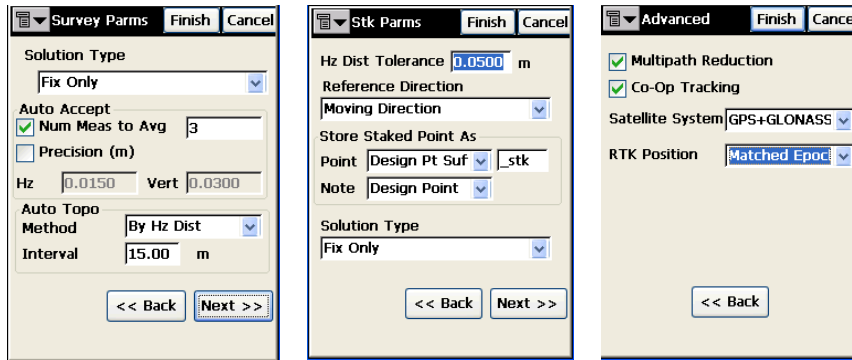 Survey Parms Finish Cancel
Solution Type
Fix Only
Auto Accept
Num Meas to Avg 3
Precision (m)
Hz 0.0150 Vert 0.0300
Auto Topo
Method By Hz Dist
Interval 15.00 m
<< Back Next >>
Stk Parms Finish Cancel
Hz Dist Tolerance 0.0500 m
Reference Direction
Moving Direction
Store Staked Point As
Point Design Pt Suf _stk
Note Design Point
Solution Type
Fix Only
<< Back Next >>
Advanced Finish Cance
Multipath Reduction
Co-Op Tracking
Satellite System GPS+GLONASS
RTK Position Matched Epoc
<< Back